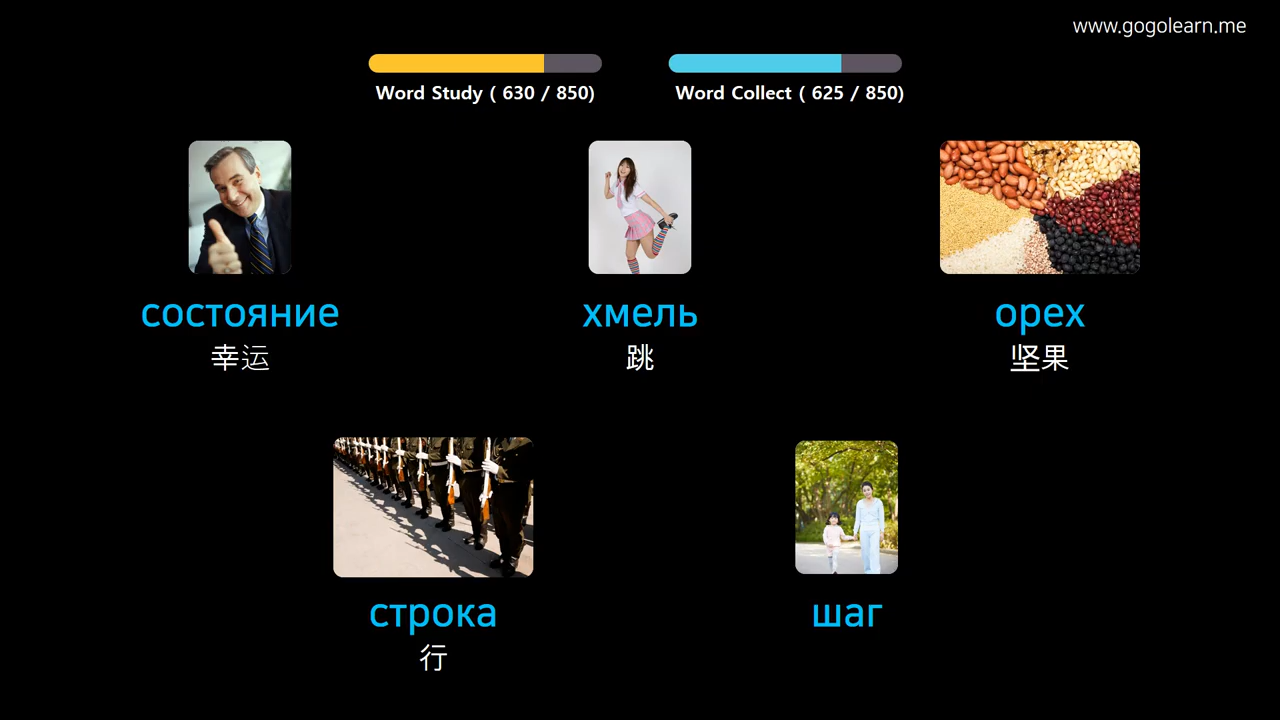 www.gogolearn.me
Word Study ( 630 / 850)
Word Collect ( 625 / 850)
состояние
幸运
хмель
跳
орех
坚果
строка
行
шаг